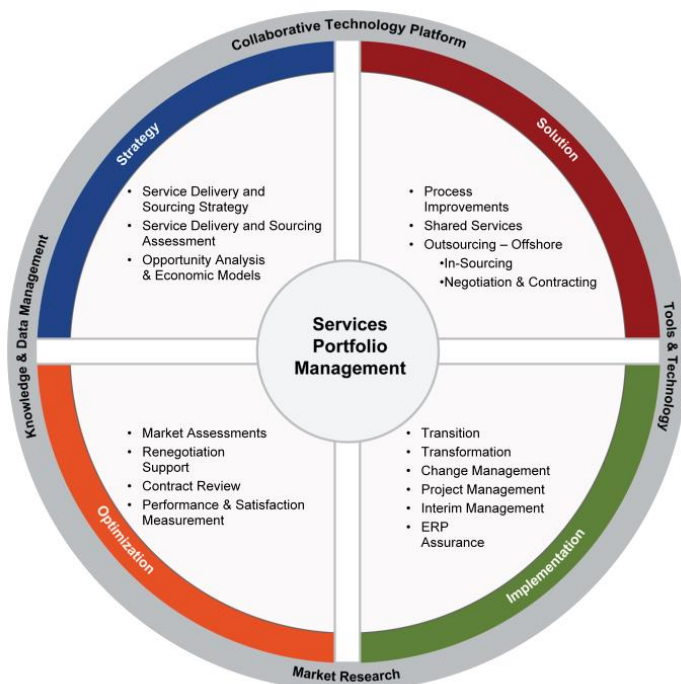 Collaborative Technology Platform
Strategy
• Service Delivery and
Sourcing Strategy
• Service Delivery and Sourcing
Assessment
• Opportunity Analysis
& Economic Models
Solution
• Process
Improvements
• Shared Services
• Outsourcing – Offshore
•In-Sourcing
•Negotiation & Contracting
Knowledge & Data Management
Services
Portfolio
Management
Tools & Technology
Optimization
• Market Assessments
• Renegotiation
Support
• Contract Review
• Performance & Satisfaction
Measurement
Implementation
• Transition
• Transformation
• Change Management
• Project Management
• Interim Management
• ERP
Assurance
Market Research